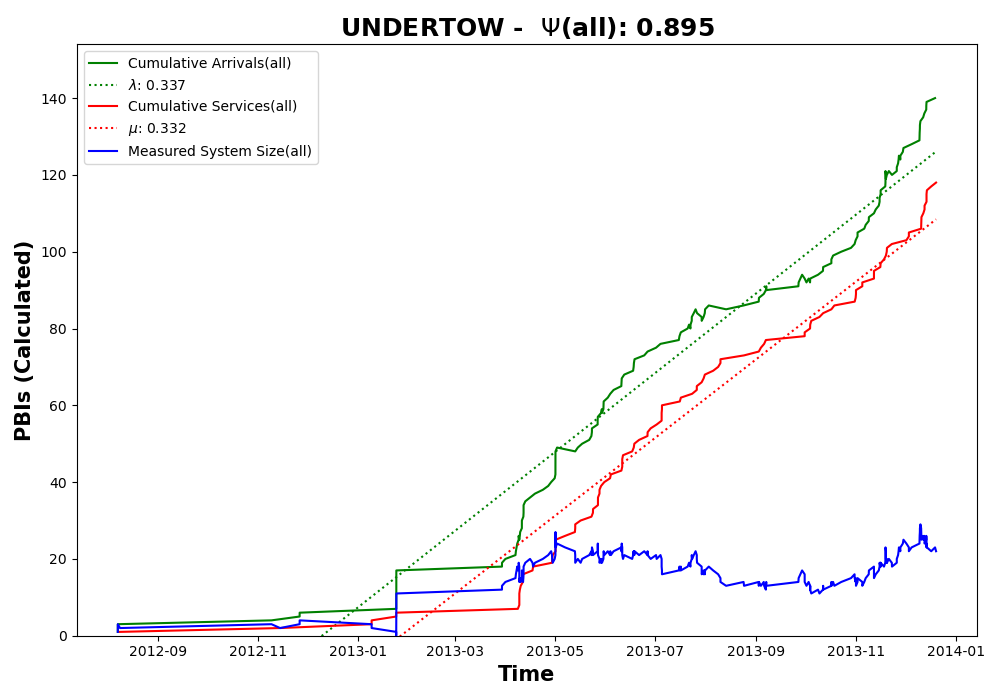 UNDERTOW - Ψ(all): 0.895
Cumulative Arrivals(all)
λ: 0.337
Cumulative Services(all)
μ: 0.332
Measured System Size(all)
PBIs (Calculated)
140
120
100
80
60
40
20
0
2012-09 2012-11 2013-01 2013-03 2013-05 2013-07 2013-09 2013-11 2014-01
Time